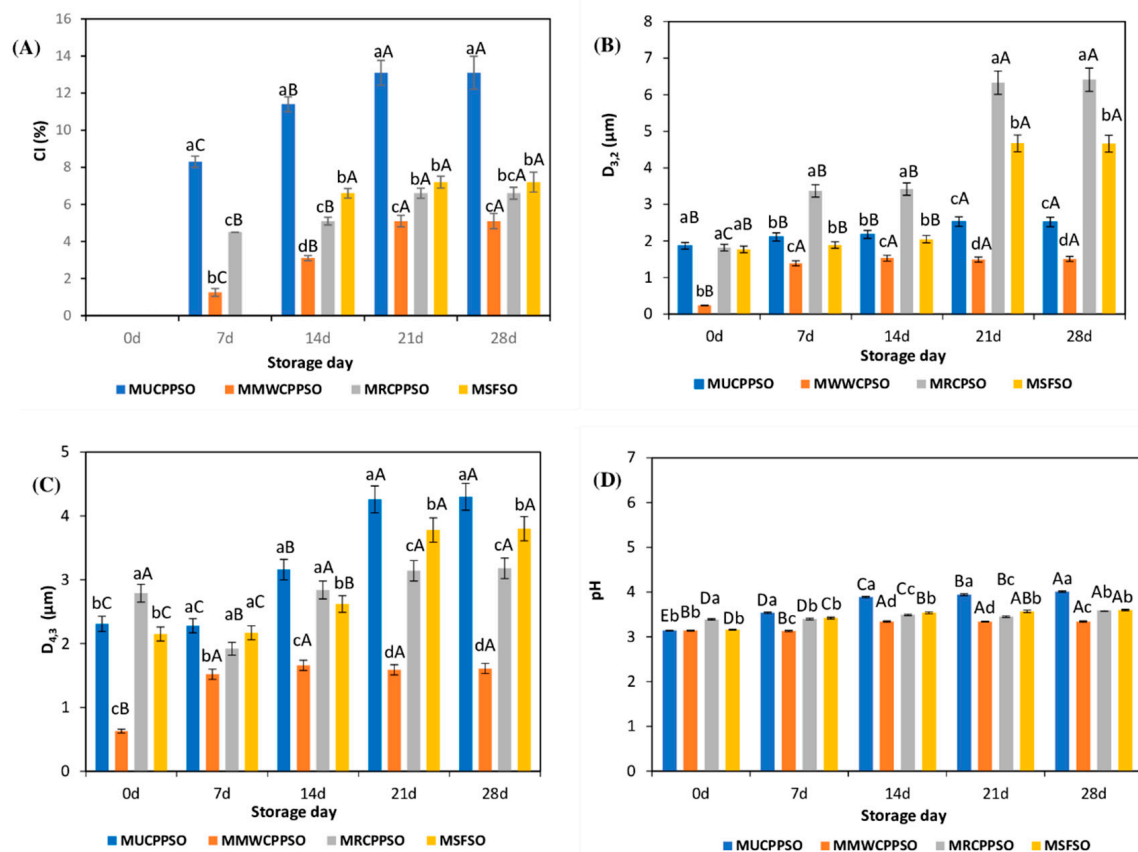 (A)
CI (%)
16
14
12
10
8
6
4
2
0
aC
bC
cB
aB
dB
cB
bA
aA
cA
bA
bA
aA
cA
bcA
bA
0d 7d 14d 21d 28d
Storage day
MUCPPSO MMWCPPSO MRCPPSO MSFSO
(B)
D3,2 (µm)
8
7
6
5
4
3
2
1
0
aB
bB
aC
aB
bB
cA
aB
bB
bB
cA
aB
bB
cA
dA
aA
bA
cA
dA
aA
bA
0d 7d 14d 21d 28d
Storage day
MUCPPSO MWWCPSO MRCPSO MSFSO
(C)
D4,3 (µm)
5
4
3
2
1
0
bC
cB
aA
bC
aC
bA
aB
aC
aB
cA
aA
bB
aA
dA
cA
bA
aA
dA
cA
bA
0d 7d 14d 21d 28d
Storage day
MUCPPSO MMWCPPSO MRCPPSO MSFSO
(D)
pH
7
6
5
4
3
2
1
0
Eb Bb Da Db
Da Bc Db Cb
Ca Ad Cc Bb
Ba Ad Bc ABb
Aa Ac Ab Ab
0d 7d 14d 21d 28d
Storage day
MUCPPSO MMWCPPSO MRCPPSO MSFSO